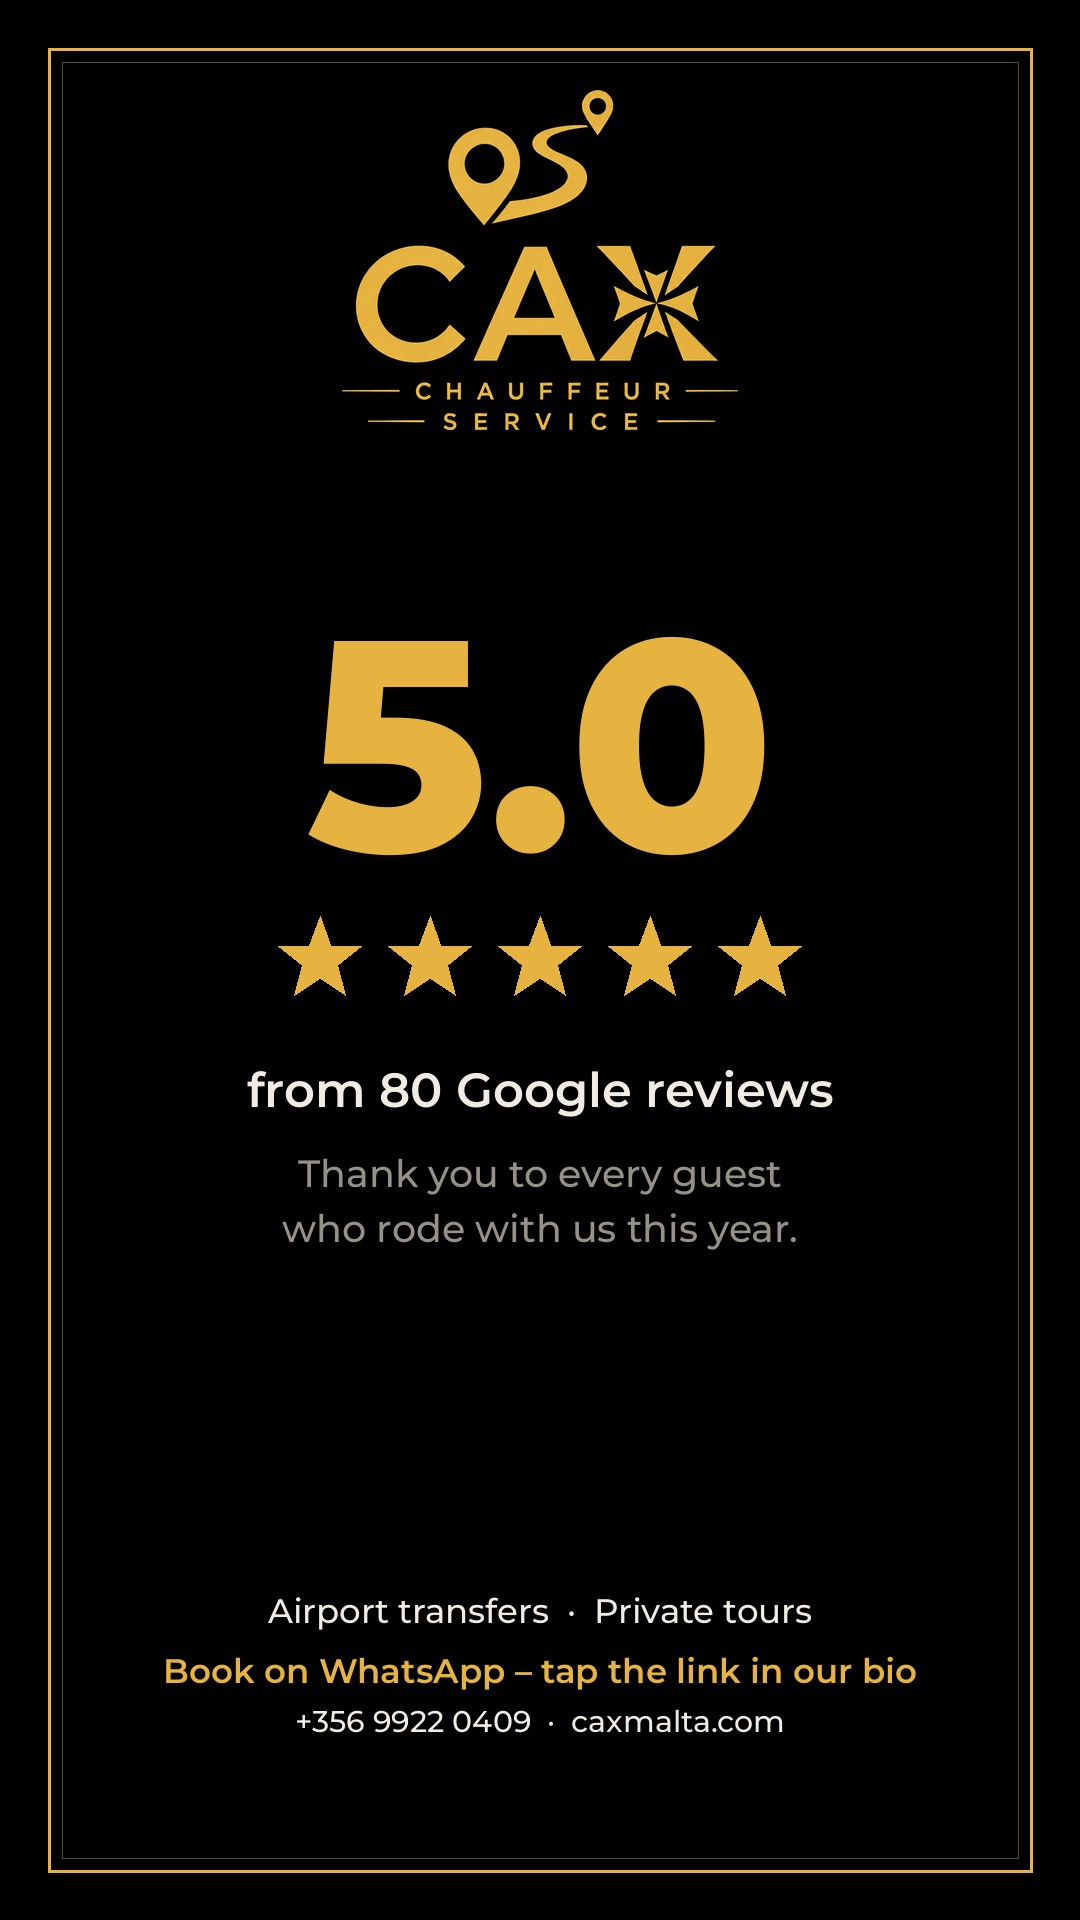 CAX
CHAUFFEUR
SERVICE
5.0
from 80 Google reviews
Thank you to every guest
who rode with us this year.
Airport transfers · Private tours
Book on WhatsApp – tap the link in our bio
+356 9922 0409 · caxmalta.com